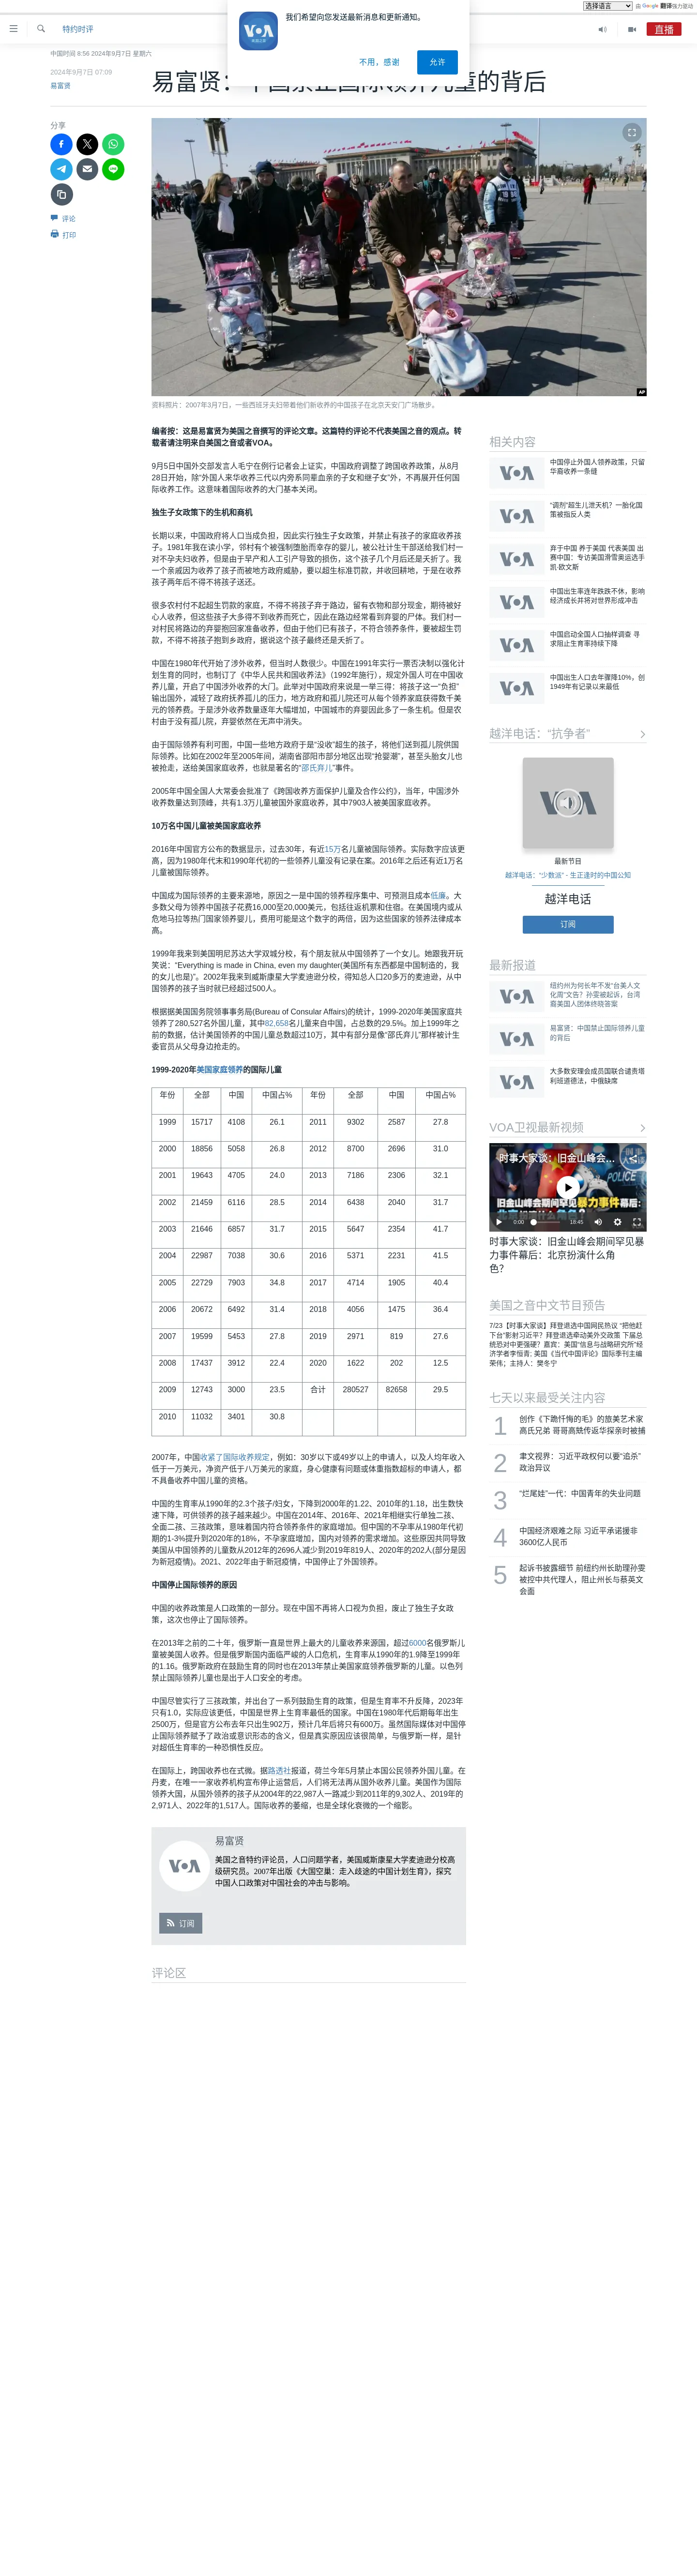 选择语言
由 Google 翻译强力驱动
我们希望向您发送最新消息和更新通知。
不用，感谢
允许
VOA
特约时评
直播
中国时间 8:56 2024年9月7日 星期六
2024年9月7日 07:09
易富贤
易富贤：中国禁止国际领养儿童的背后
分享
评论
打印
AP
资料照片：2007年3月7日，一些西班牙夫妇带着他们新收养的中国孩子在北京天安门广场散步。
编者按：这是易富贤为美国之音撰写的评论文章。这篇特约评论不代表美国之音的观点。转
载者请注明来自美国之音或者VOA。
9月5日中国外交部发言人毛宁在例行记者会上证实，中国政府调整了跨国收养政策，从8月
28日开始，除“外国人来华收养三代以内旁系同辈血亲的子女和继子女”外，不再展开任何国
际收养工作。这意味着国际收养的大门基本关闭。
独生子女政策下的生机和商机
长期以来，中国政府将人口当成负担，因此实行独生子女政策，并禁止有孩子的家庭收养孩
子。1981年我在读小学，邻村有个被强制堕胎而幸存的婴儿，被公社计生干部送给我们村一
对不孕夫妇收养，但是由于早产和人工引产导致的损伤，这个孩子几个月后还是夭折了。我
一个亲戚因为收养了孩子而被地方政府威胁，要以超生标准罚款，并收回耕地，于是在收养
孩子两年后不得不将孩子送还。
很多农村付不起超生罚款的家庭，不得不将孩子弃于路边，留有衣物和部分现金，期待被好
心人收养，但这些孩子大多得不到收养而死亡，因此在路边经常看到弃婴的尸体。我们村一
对村民将路边的弃婴抱回家准备收养，但由于他们已有孩子，不符合领养条件，要被超生罚
款，不得不将孩子抱到乡政府，据说这个孩子最终还是夭折了。
中国在1980年代开始了涉外收养，但当时人数很少。中国在1991年实行一票否决制以强化计
划生育的同时，也制订了《中华人民共和国收养法》（1992年施行），规定外国人可在中国收
养儿童，开启了中国涉外收养的大门。此举对中国政府来说是一举三得：将孩子这一“负担”
输出国外，减轻了政府抚养孤儿的压力，地方政府和孤儿院还可从每个领养家庭获得数千美
元的领养费。于是涉外收养数量逐年大幅增加，中国城市的弃婴因此多了一条生机。但是农
村由于没有孤儿院，弃婴依然在无声中消失。
由于国际领养有利可图，中国一些地方政府于是“没收”超生的孩子，将他们送到孤儿院供国
际领养。比如在2002年至2005年间，湖南省邵阳市部分地区出现“抢婴潮”，甚至头胎女儿也
被抢走，送给美国家庭收养，也就是著名的“邵氏弃儿”事件。
2005年中国全国人大常委会批准了《跨国收养方面保护儿童及合作公约》，当年，中国涉外
收养数量达到顶峰，共有1.3万儿童被国外家庭收养，其中7903人被美国家庭收养。
10万名中国儿童被美国家庭收养
2016年中国官方公布的数据显示，过去30年，有近15万名儿童被国际领养。实际数字应该更
高，因为1980年代末和1990年代初的一些领养儿童没有记录在案。2016年之后还有近1万名
儿童被国际领养。
中国成为国际领养的主要来源地，原因之一是中国的领养程序集中、可预测且成本低廉。大
多数父母为领养中国孩子花费16,000至20,000美元，包括往返机票和住宿。在美国境内或从
危地马拉等热门国家领养婴儿，费用可能是这个数字的两倍，因为这些国家的领养法律成本
高。
1999年我来到美国明尼苏达大学双城分校，有个朋友就从中国领养了一个女儿。她跟我开玩
笑说：“Everything is made in China, even my daughter(美国所有东西都是中国制造的，我
的女儿也是)”。2002年我来到威斯康星大学麦迪逊分校，得知总人口20多万的麦迪逊，从中
国领养的孩子当时就已经超过500人。
根据据美国国务院领事事务局(Bureau of Consular Affairs)的统计，1999-2020年美国家庭共
领养了280,527名外国儿童，其中82,658名儿童来自中国，占总数的29.5%。加上1999年之
前的数据，估计美国领养的中国儿童总数超过10万，其中有部分是像“邵氏弃儿”那样被计生
委官员从父母身边抢走的。
1999-2020年美国家庭领养的国际儿童
年份 全部 中国 中国占% 年份 全部 中国 中国占%
1999 15717 4108 26.1 2011 9302 2587 27.8
2000 18856 5058 26.8 2012 8700 2696 31.0
2001 19643 4705 24.0 2013 7186 2306 32.1
2002 21459 6116 28.5 2014 6438 2040 31.7
2003 21646 6857 31.7 2015 5647 2354 41.7
2004 22987 7038 30.6 2016 5371 2231 41.5
2005 22729 7903 34.8 2017 4714 1905 40.4
2006 20672 6492 31.4 2018 4056 1475 36.4
2007 19599 5453 27.8 2019 2971 819 27.6
2008 17437 3912 22.4 2020 1622 202 12.5
2009 12743 3000 23.5 合计 280527 82658 29.5
2010 11032 3401 30.8
2007年，中国收紧了国际收养规定，例如：30岁以下或49岁以上的申请人，以及人均年收入
低于一万美元，净资产低于八万美元的家庭，身心健康有问题或体重指数超标的申请人，都
不具备收养中国儿童的资格。
中国的生育率从1990年的2.3个孩子/妇女，下降到2000年的1.22、2010年的1.18，出生数快
速下降，可供领养的孩子越来越少。中国在2014年、2016年、2021年相继实行单独二孩、
全面二孩、三孩政策，意味着国内符合领养条件的家庭增加。但中国的不孕率从1980年代初
期的1-3%提升到2020年的18%，不孕家庭增加，国内对领养的需求增加。这些原因共同导致
美国从中国领养的儿童数从2012年的2696人减少到2019年819人、2020年的202人(部分是因
为新冠疫情)。2021、2022年由于新冠疫情，中国停止了外国领养。
中国停止国际领养的原因
中国的收养政策是人口政策的一部分。现在中国不再将人口视为负担，废止了独生子女政
策，这次也停止了国际领养。
在2013年之前的二十年，俄罗斯一直是世界上最大的儿童收养来源国，超过6000名俄罗斯儿
童被美国人收养。但是俄罗斯国内面临严峻的人口危机，生育率从1990年的1.9降至1999年
的1.16。俄罗斯政府在鼓励生育的同时也在2013年禁止美国家庭领养俄罗斯的儿童。以色列
禁止国际领养儿童也是出于人口安全的考虑。
中国尽管实行了三孩政策，并出台了一系列鼓励生育的政策，但是生育率不升反降，2023年
只有1.0，实际应该更低，中国是世界上生育率最低的国家。中国在1980年代后期每年出生
2500万，但是官方公布去年只出生902万，预计几年后将只有600万。虽然国际媒体对中国停
止国际领养赋予了政治或意识形态的含义，但是真实原因应该很简单，与俄罗斯一样，是针
对超低生育率的一种恐惧性反应。
在国际上，跨国收养也在式微。据路透社报道，荷兰今年5月禁止本国公民领养外国儿童。在
丹麦，在唯一一家收养机构宣布停止运营后，人们将无法再从国外收养儿童。美国作为国际
领养大国，从国外领养的孩子从2004年的22,987人一路减少到2011年的9,302人、2019年的
2,971人、2022年的1,517人。国际收养的萎缩，也是全球化衰微的一个缩影。
VOA
易富贤
美国之音特约评论员，人口问题学者，美国威斯康星大学麦迪逊分校高
级研究员。2007年出版《大国空巢：走入歧途的中国计划生育》，探究
中国人口政策对中国社会的冲击与影响。
订阅
评论区
相关内容
VOA
中国停止外国人领养政策，只留
华裔收养一条缝
VOA
“调剂”超生儿泄天机？一胎化国
策被指反人类
VOA
弃于中国 养于美国 代表美国 出
赛中国：专访美国滑雪奥运选手
凯·欧文斯
VOA
中国出生率连年跌跌不休，影响
经济成长并将对世界形成冲击
VOA
中国启动全国人口抽样调查 寻
求阻止生育率持续下降
VOA
中国出生人口去年骤降10%，创
1949年有记录以来最低
越洋电话：“抗争者”
最新节目
越洋电话：“少数派” - 生正逢时的中国公知
越洋电话
订阅
最新报道
VOA
纽约州为何长年不发“台美人文
化周”文告？孙雯被起诉，台湾
裔美国人团体终晓答案
VOA
易富贤：中国禁止国际领养儿童
的背后
VOA
大多数安理会成员国联合谴责塔
利班道德法，中俄缺席
VOA卫视最新视频
时事大家谈：旧金山峰会…
POLICE
旧金山峰会期间罕见暴力事件幕后：
0:00
18:45
时事大家谈：旧金山峰会期间罕见暴
力事件幕后：北京扮演什么角
色？
美国之音中文节目预告
7/23【时事大家谈】拜登退选中国网民热议 “把他赶
下台”影射习近平？拜登退选牵动美外交政策 下届总
统恐对中更强硬？嘉宾：美国“信息与战略研究所”经
济学者李恒青; 美国《当代中国评论》国际季刊主编
荣伟；主持人：樊冬宁
七天以来最受关注内容
1
创作《下跪忏悔的毛》的旅美艺术家
高氏兄弟 哥哥高兟传返华探亲时被捕
2
聿文视界：习近平政权何以要“追杀”
政治异议
3
“烂尾娃”一代：中国青年的失业问题
4
中国经济艰难之际 习近平承诺援非
3600亿人民币
5
起诉书披露细节 前纽约州长助理孙雯
被控中共代理人，阻止州长与蔡英文
会面